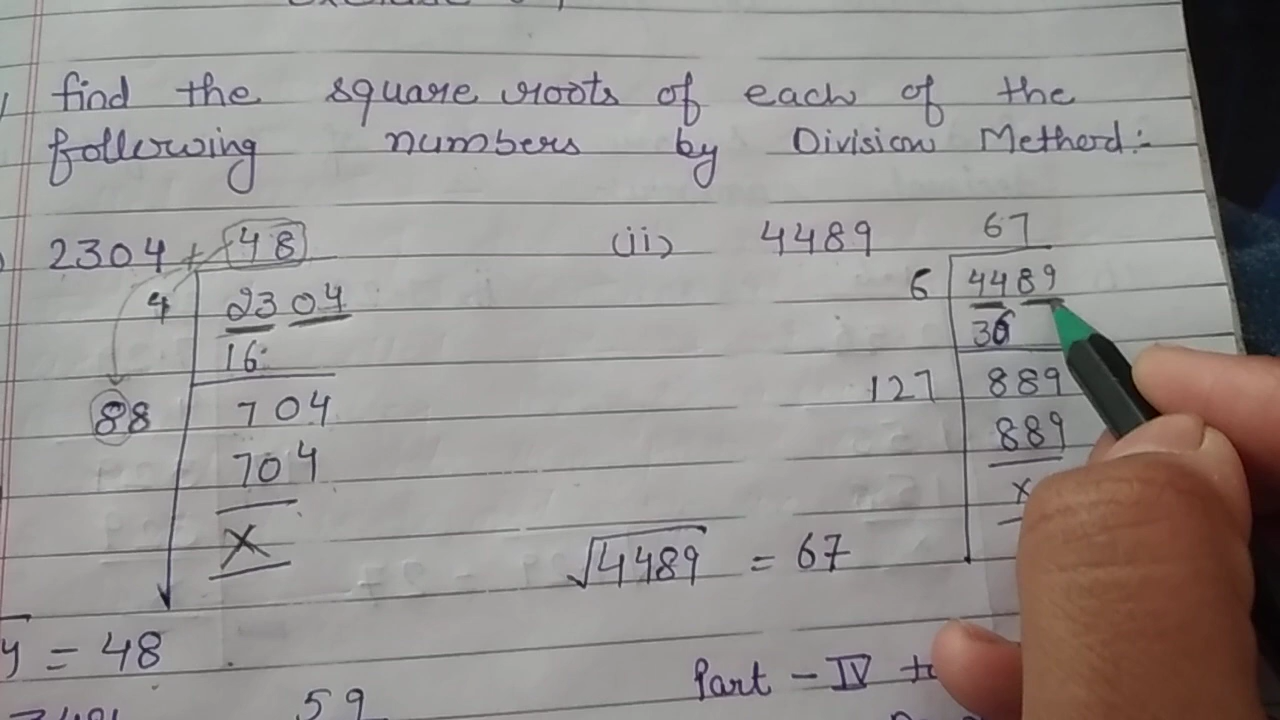 find the square roots of each of the
following numbers by Division Metherd:-
2304 48
4 2304
16
88 704
704
x
= 48
(ii) 4489 67
6 4489
36
127 889
889
x
√4489 = 67
59
Part - IV